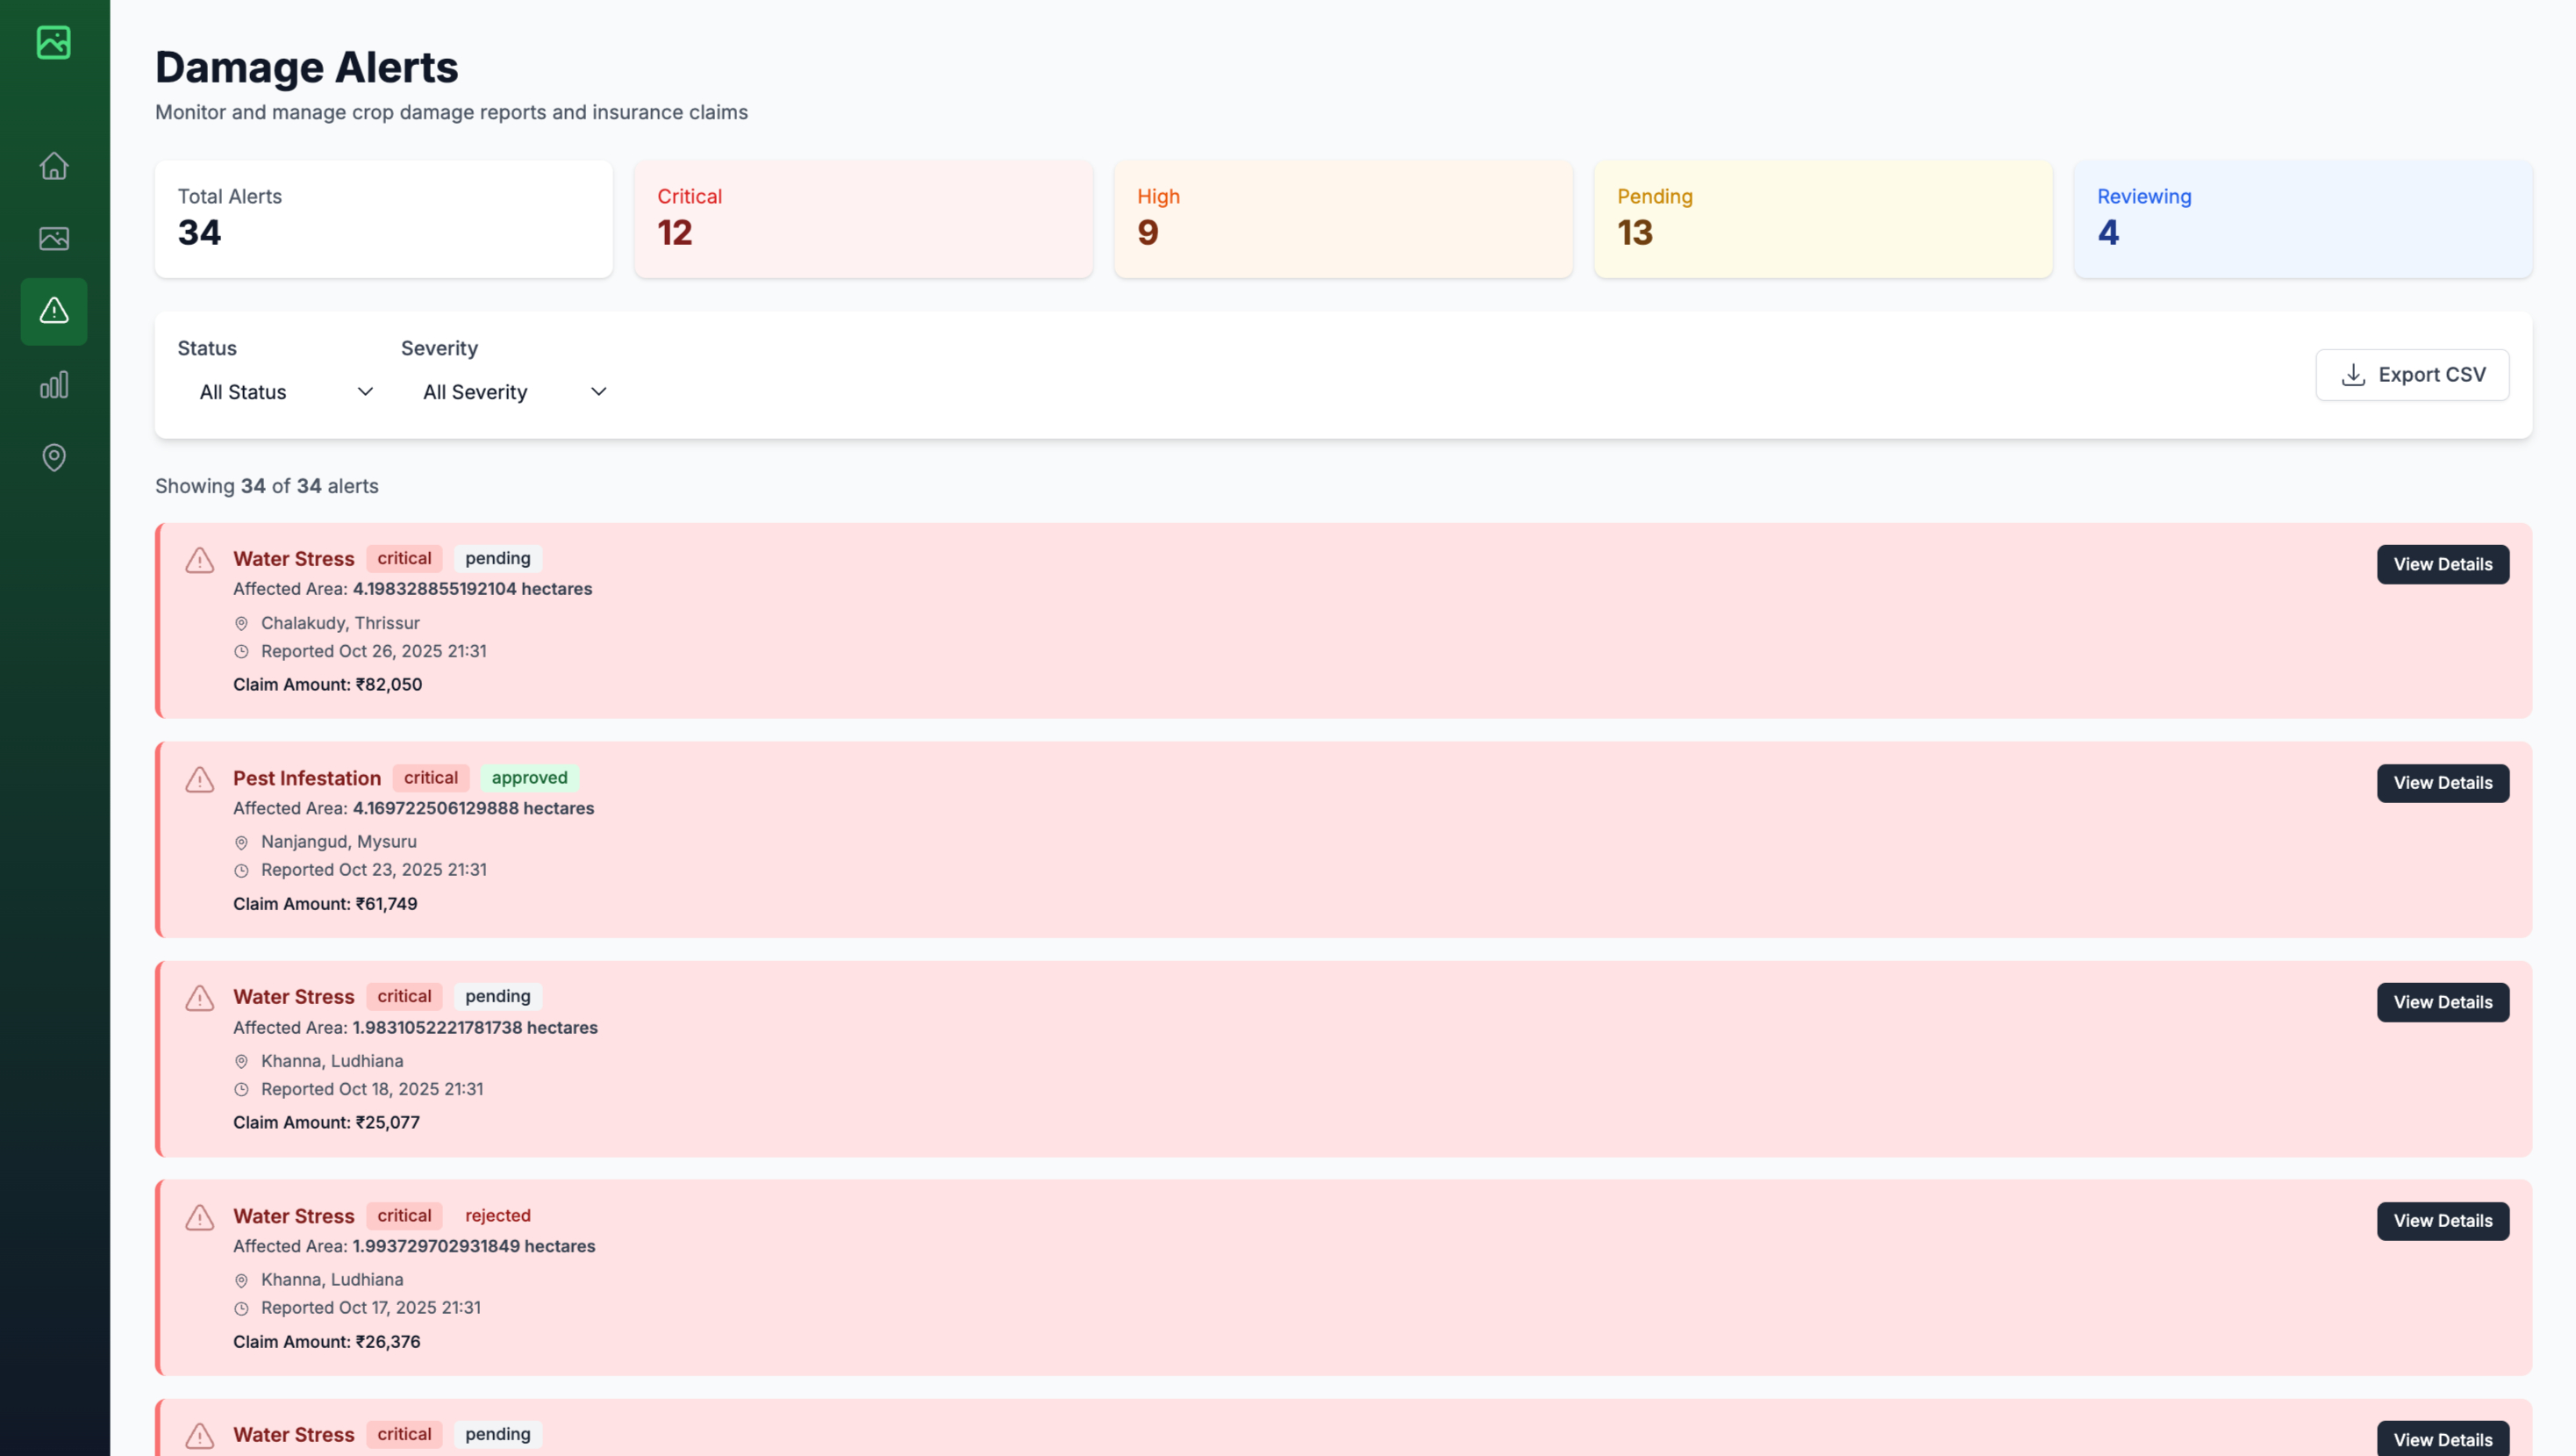 Damage Alerts
Monitor and manage crop damage reports and insurance claims
Total Alerts
34
Critical
12
High
9
Pending
13
Reviewing
4
Status
All Status
Severity
All Severity
Export CSV
Showing 34 of 34 alerts
Water Stress critical pending
View Details
Affected Area: 4.198328855192104 hectares
Chalakudy, Thrissur
Reported Oct 26, 2025 21:31
Claim Amount: ₹82,050
Pest Infestation critical approved
View Details
Affected Area: 4.169722506129888 hectares
Nanjangud, Mysuru
Reported Oct 23, 2025 21:31
Claim Amount: ₹61,749
Water Stress critical pending
View Details
Affected Area: 1.9831052221781738 hectares
Khanna, Ludhiana
Reported Oct 18, 2025 21:31
Claim Amount: ₹25,077
Water Stress critical rejected
View Details
Affected Area: 1.993729702931849 hectares
Khanna, Ludhiana
Reported Oct 17, 2025 21:31
Claim Amount: ₹26,376
Water Stress critical pending
View Details